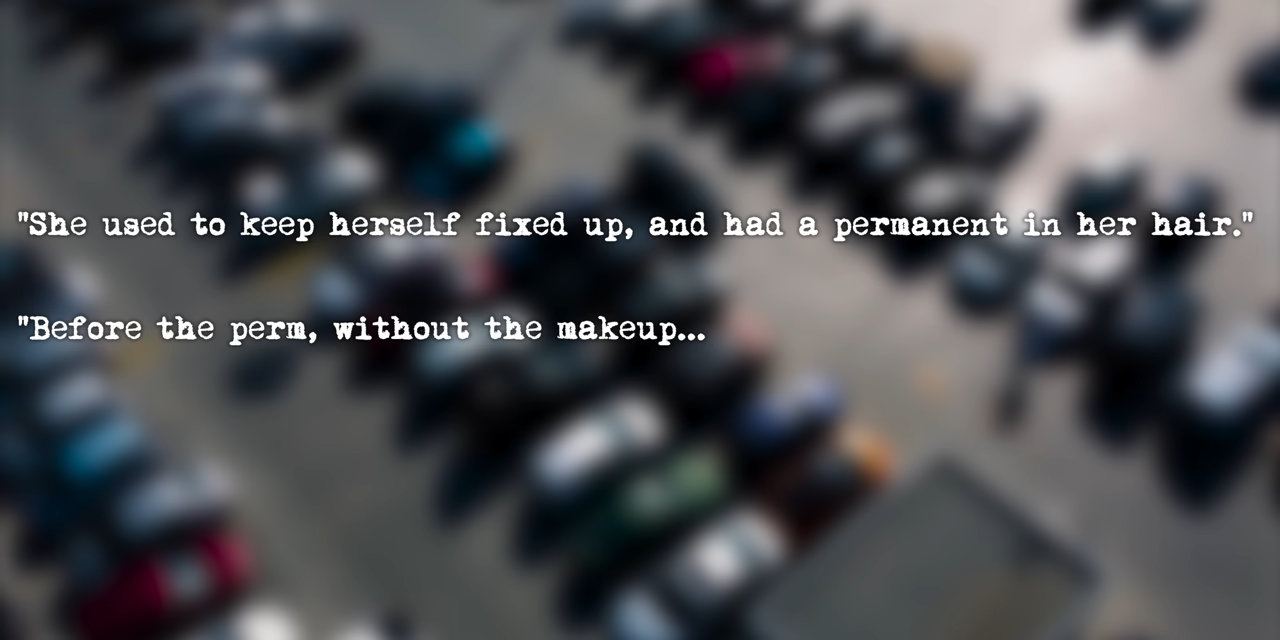 "She used to keep herself fixed up, and had a permanent in her hair."
"Before the perm, without the makeup...